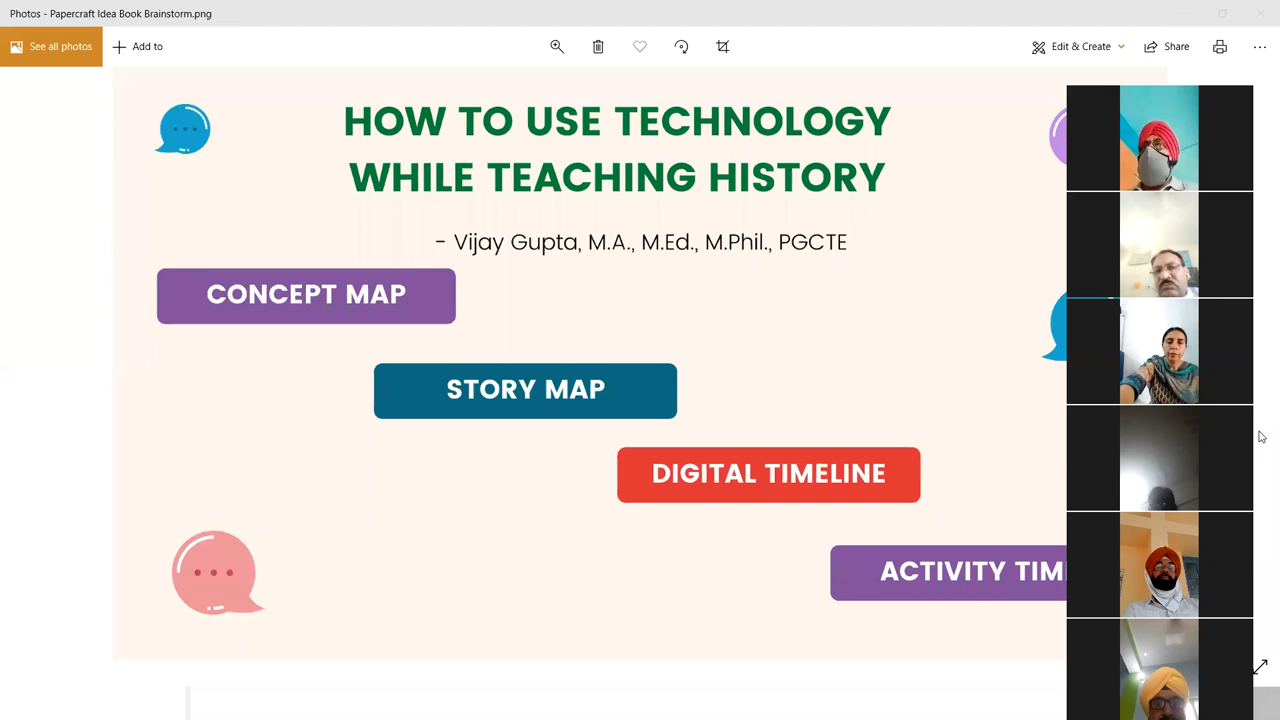 Photos - Papercraft Idea Book Brainstorm.png
See all photos
Add to
Edit & Create
Share
HOW TO USE TECHNOLOGY
WHILE TEACHING HISTORY
- Vijay Gupta, M.A., M.Ed., M.Phil., PGCTE
CONCEPT MAP
STORY MAP
DIGITAL TIMELINE
ACTIVITY